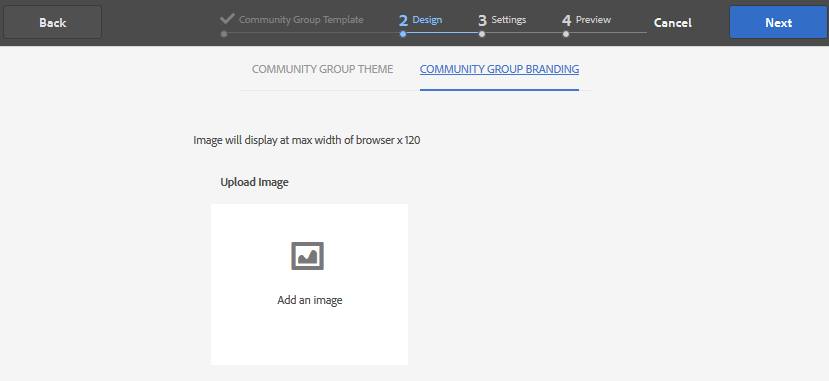 Back
Community Group Template
2 Design
3 Settings
4 Preview
Cancel
Next
COMMUNITY GROUP THEME
COMMUNITY GROUP BRANDING
Image will display at max width of browser x 120
Upload Image
Add an image